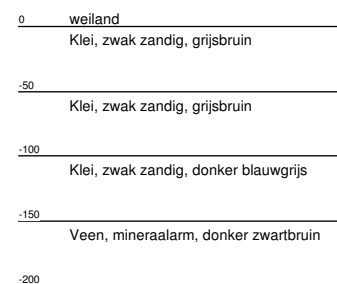 0 weiland
Klei, zwak zandig, grijsbruin
-50
Klei, zwak zandig, grijsbruin
-100
Klei, zwak zandig, donker blauwgrijs
-150
Veen, mineraalarm, donker zwartbruin
-200